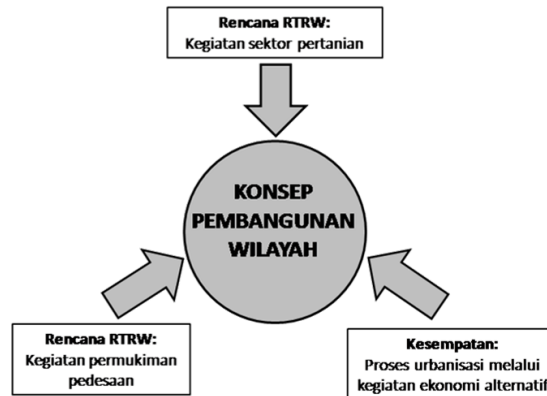 Rencana RTRW:
Kegiatan sektor pertanian
KONSEP
PEMBANGUNAN
WILAYAH
Rencana RTRW:
Kegiatan permukiman
pedesaan
Kesempatan:
Proses urbanisasi melalui
kegiatan ekonomi alternatif